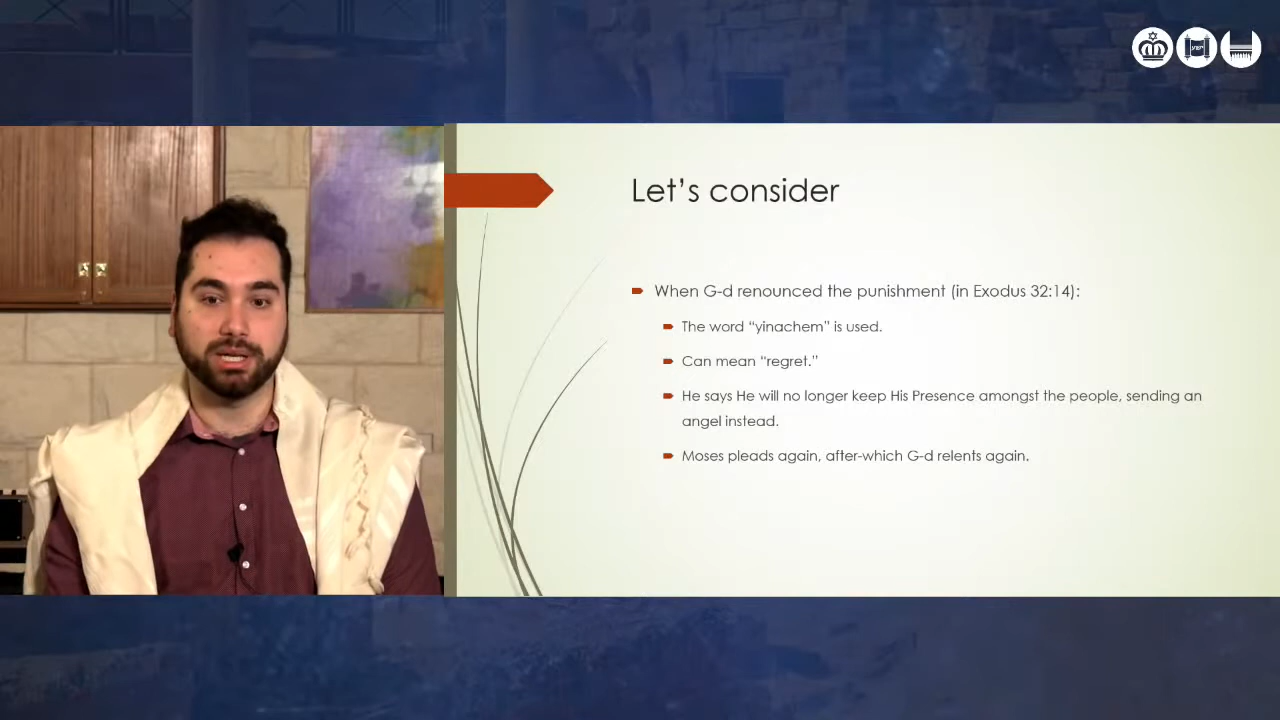 Let's consider
When G-d renounced the punishment (in Exodus 32:14):
The word “yinachem” is used.
Can mean “regret.”
He says He will no longer keep His Presence amongst the people, sending an
angel instead.
Moses pleads again, after-which G-d relents again.